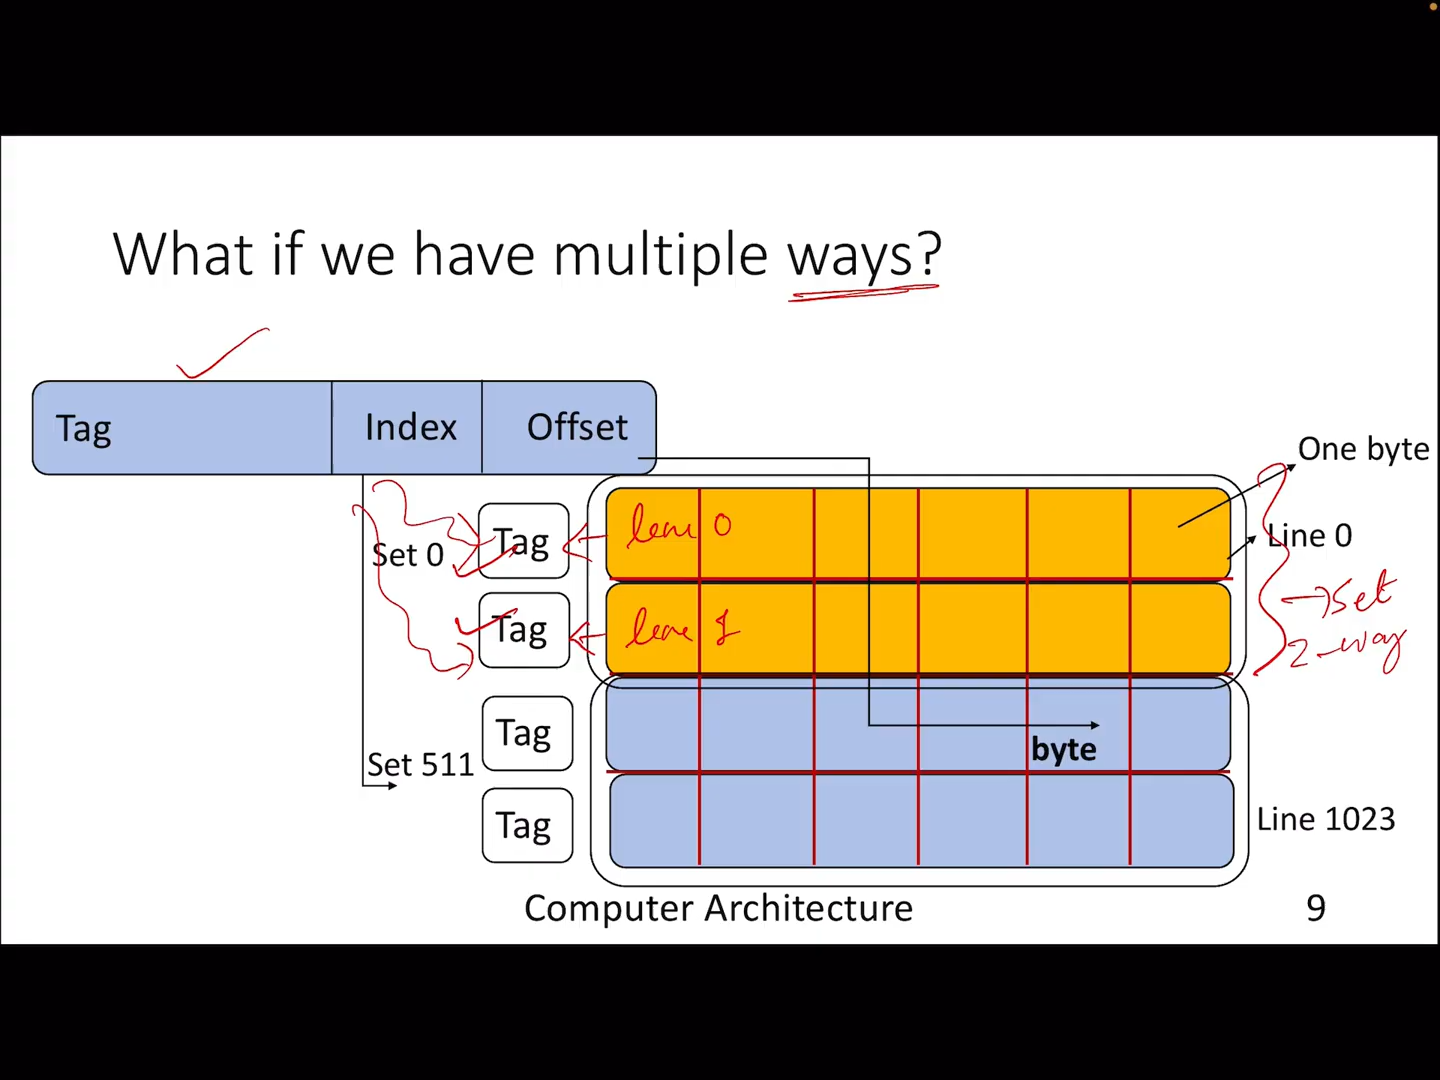 What if we have multiple ways?
Tag Index Offset
One byte
Set 0 Tag line 0 Line 0
→ Set
Tag line 1 2-way
Tag byte
Set 511
Tag Line 1023
Computer Architecture 9